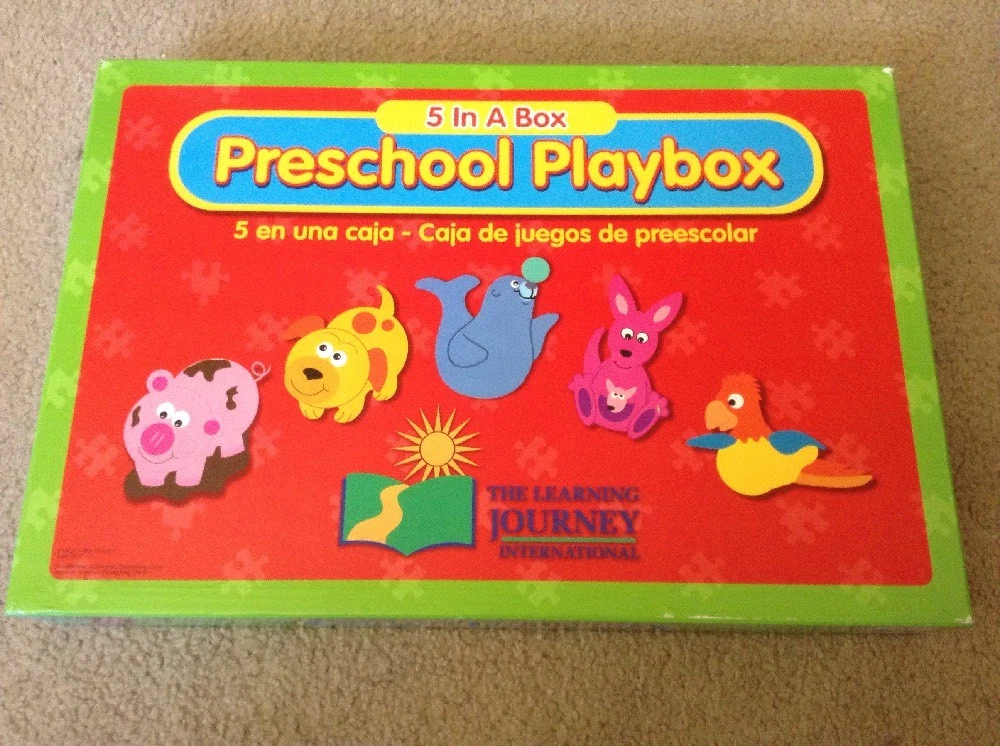 5 In A Box
Preschool Playbox
5 en una caja - Caja de juegos de preescolar
THE LEARNING
JOURNEY
INTERNATIONAL